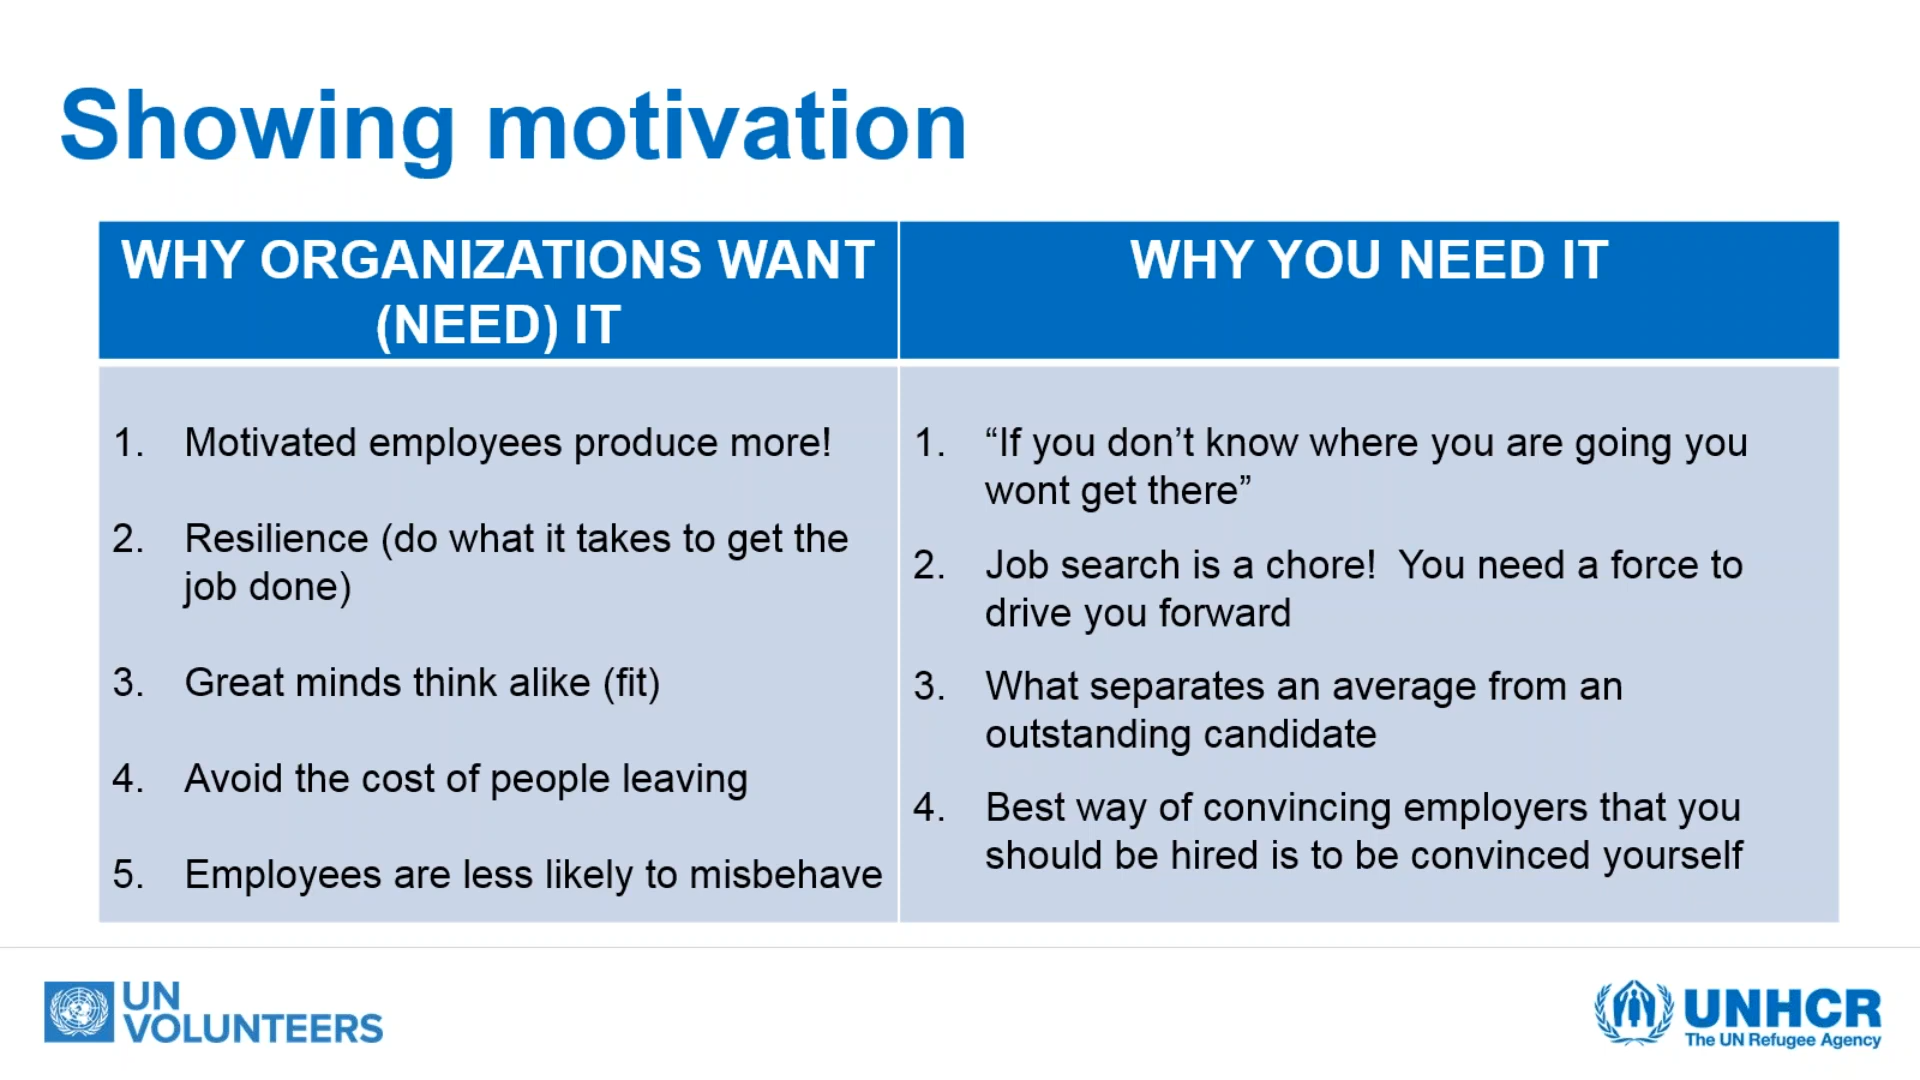 Showing motivation
WHY ORGANIZATIONS WANT
(NEED) IT
WHY YOU NEED IT
1. Motivated employees produce more!
2. Resilience (do what it takes to get the
job done)
3. Great minds think alike (fit)
4. Avoid the cost of people leaving
5. Employees are less likely to misbehave
1. “If you don’t know where you are going you
wont get there”
2. Job search is a chore!  You need a force to
drive you forward
3. What separates an average from an
outstanding candidate
4. Best way of convincing employers that you
should be hired is to be convinced yourself
UN
VOLUNTEERS
UNHCR
The UN Refugee Agency